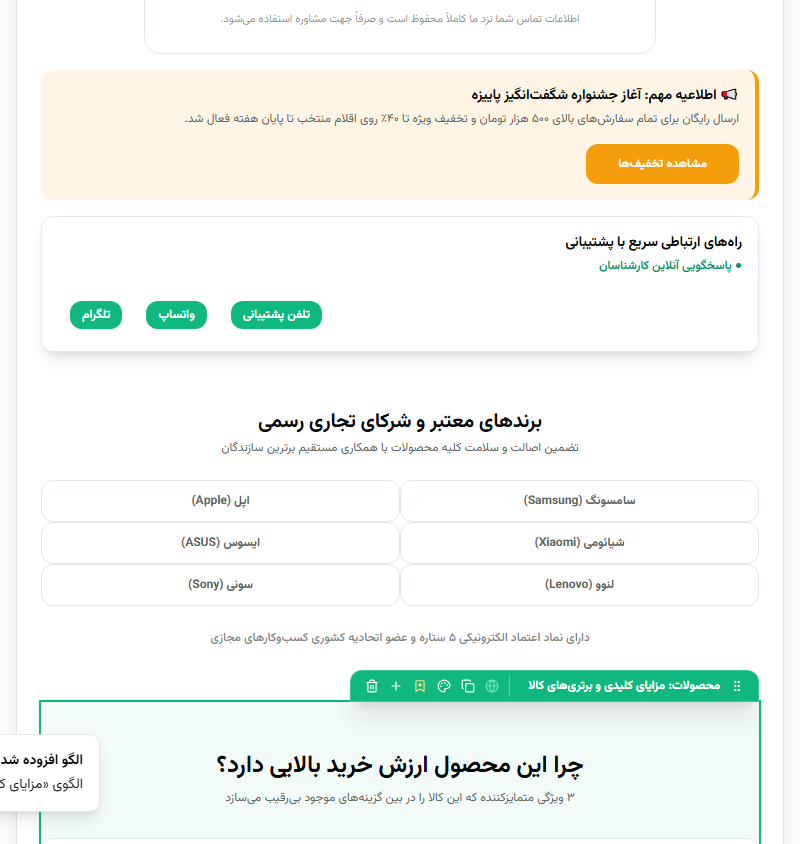 اطلاعات تماس شما نزد ما کاملاً محفوظ است و صرفاً جهت مشاوره استفاده می‌شود.
📢 اطلاعیه مهم: آغاز جشنواره شگفت‌انگیز پاییزه
ارسال رایگان برای تمام سفارش‌های بالای ۵۰۰ هزار تومان و تخفیف ویژه تا ۴۰٪ روی اقلام منتخب تا پایان هفته فعال شد.
مشاهده تخفیف‌ها
راه‌های ارتباطی سریع با پشتیبانی
● پاسخگویی آنلاین کارشناسان
تلفن پشتیبانی
واتساپ
تلگرام
برندهای معتبر و شرکای تجاری رسمی
تضمین اصالت و سلامت کلیه محصولات با همکاری مستقیم برترین سازندگان
سامسونگ (Samsung)
اپل (Apple)
شیائومی (Xiaomi)
ایسوس (ASUS)
لنوو (Lenovo)
سونی (Sony)
دارای نماد اعتماد الکترونیکی ۵ ستاره و عضو اتحادیه کشوری کسب‌وکارهای مجازی
محصولات: مزایای کلیدی و برتری‌های کالا
چرا این محصول ارزش خرید بالایی دارد؟
۳ ویژگی متمایزکننده که این کالا را در بین گزینه‌های موجود بی‌رقیب می‌سازد
الگو افزوده شد
الگوی «مزایای